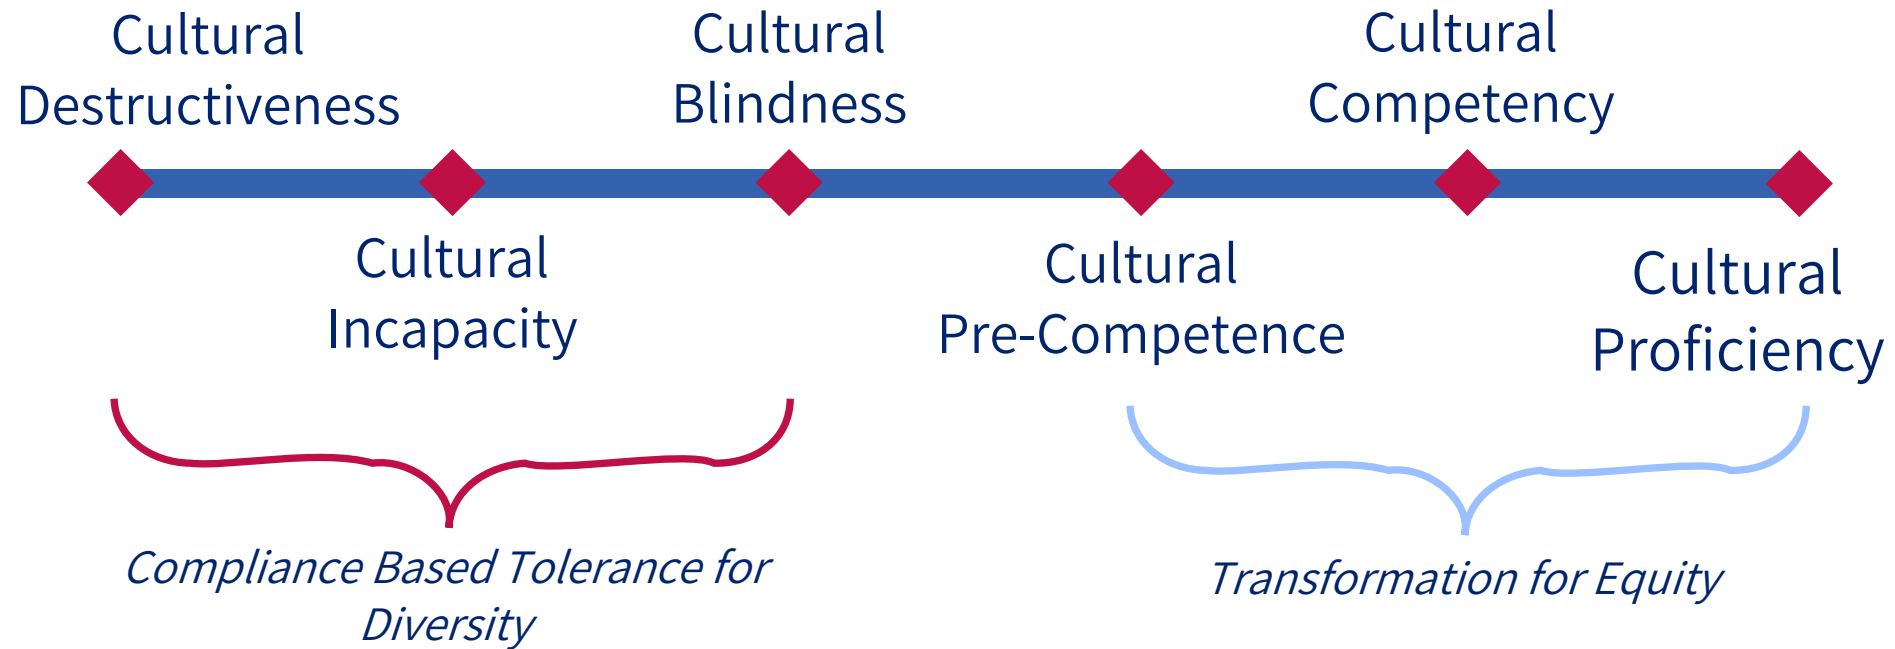 Cultural
Destructiveness
Cultural
Blindness
Cultural
Competency
Cultural
Incapacity
Cultural
Pre-Competence
Cultural
Proficiency
Compliance Based Tolerance for
Diversity
Transformation for Equity